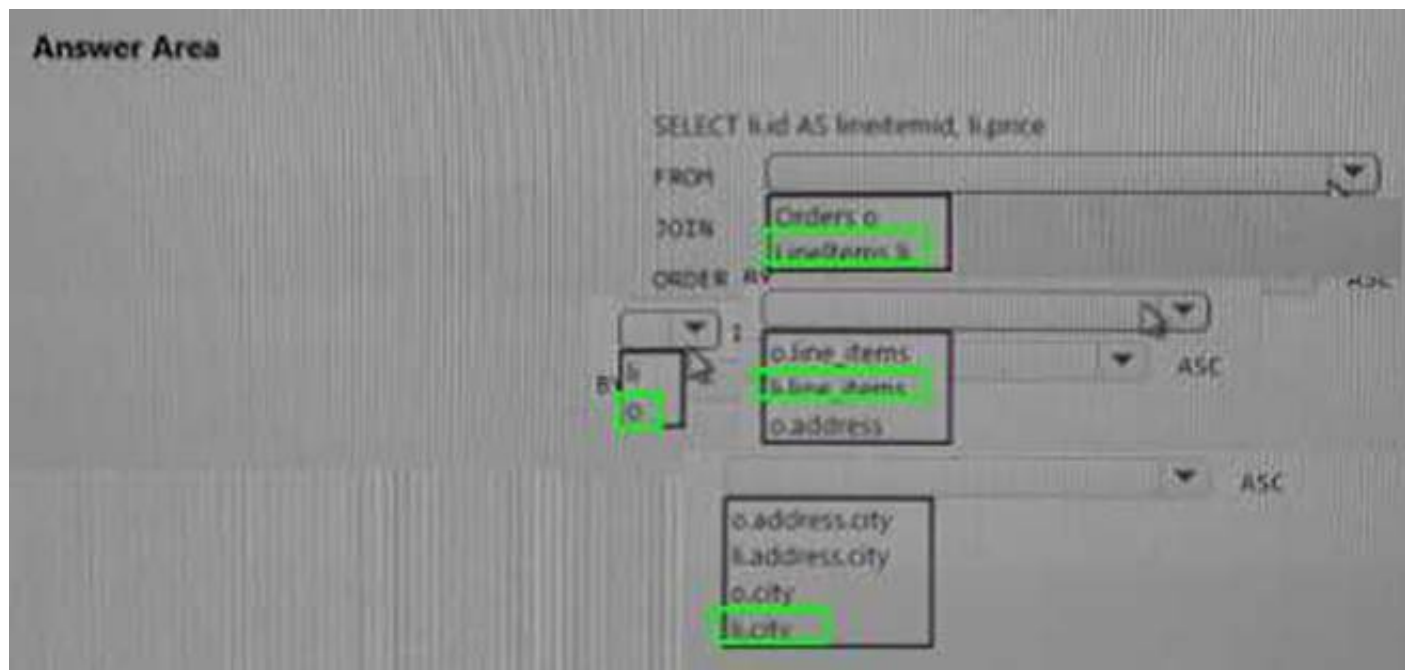 Answer Area
SELECT li.id AS lineitemid, li.price
FROM
Orders o
JOIN
LineItems li
ORDER BY
ASC
o.line_items
ASC
li
li.line_items
o
o.address
ASC
o.address.city
li.address.city
o.city
li.city